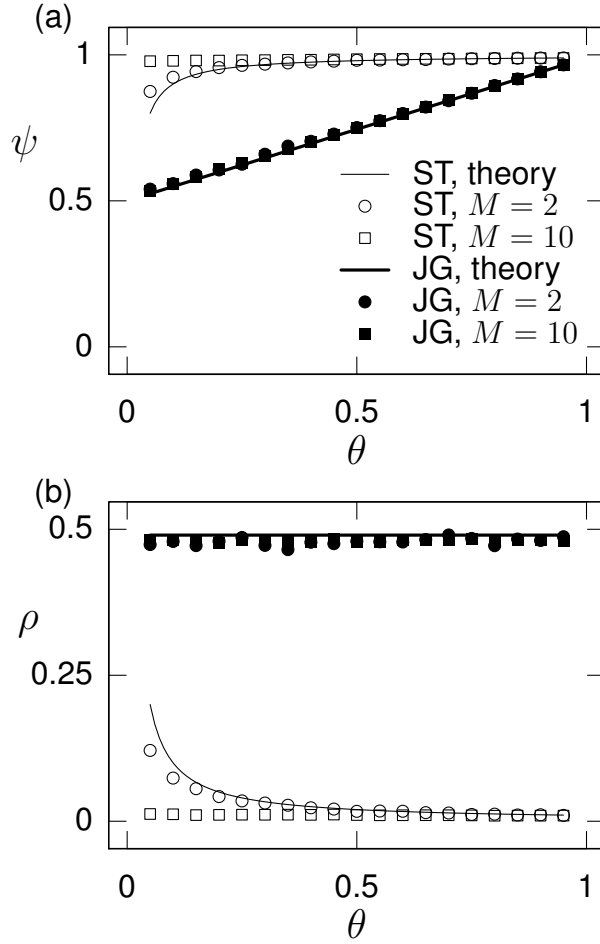 (a)
1
ψ
0.5
0
ST, theory
ST, M = 2
ST, M = 10
JG, theory
JG, M = 2
JG, M = 10
0 0.5 1
θ
(b)
0.5
ρ
0.25
0
0 0.5 1
θ